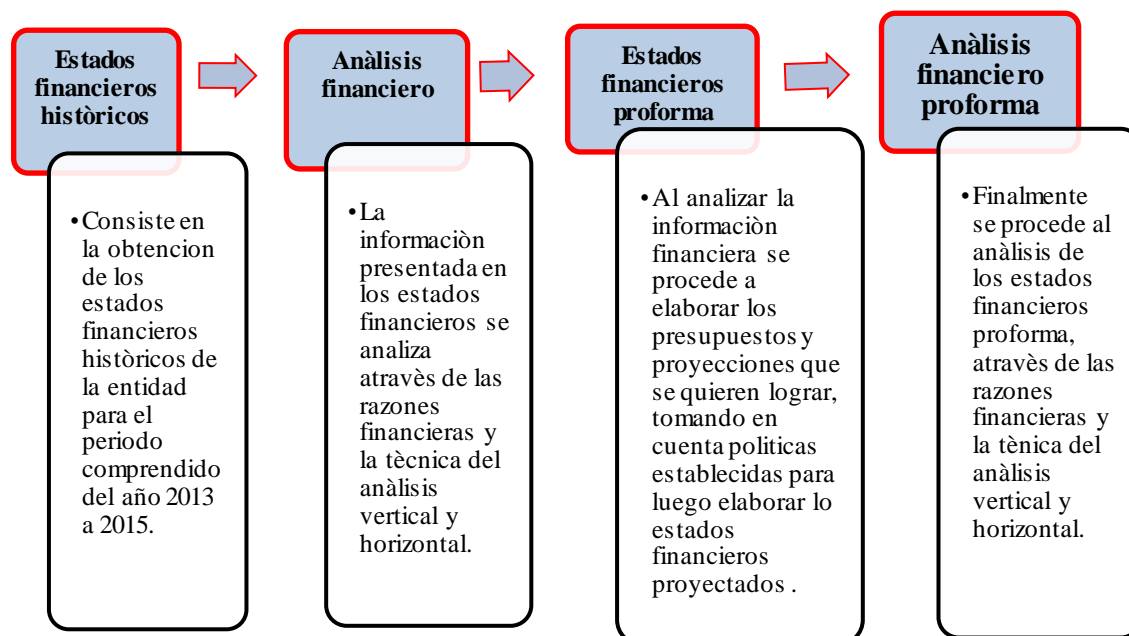 Estados
financieros
històricos
Anàlisis
financiero
Estados
financieros
proforma
Anàlisis
financiero
proforma
•Consiste en
la obtencion
de los
estados
financieros
històricos de
la entidad
para el
periodo
comprendido
del año 2013
a 2015.
•La
informaciòn
presentada en
los estados
financieros se
analiza
atravès de las
razones
financieras y
la tècnica del
anàlisis
vertical y
horizontal.
•Al analizar la
informaciòn
financiera se
procede a
elaborar los
presupuestos y
proyecciones que
se quieren lograr,
tomando en
cuenta politicas
establecidas para
luego elaborar lo
estados
financieros
proyectados .
•Finalmente
se procede al
anàlisis de
los estados
financieros
proforma,
atravès de las
razones
financieras y
la tènica del
anàlisis
vertical y
horizontal.